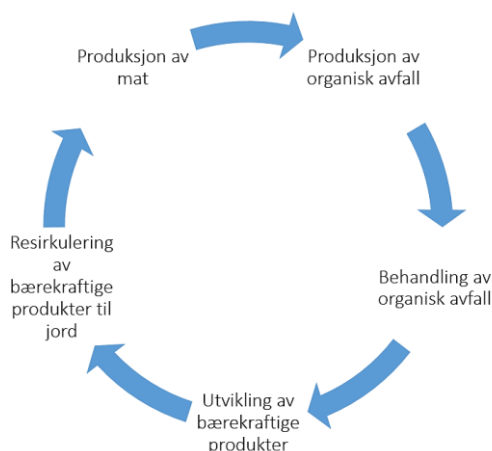 Produksjon av
mat
Produksjon av
organisk avfall
Behandling av
organisk avfall
Utvikling av
bærekraftige
produkter
Resirkulering
av
bærekraftige
produkter til
jord